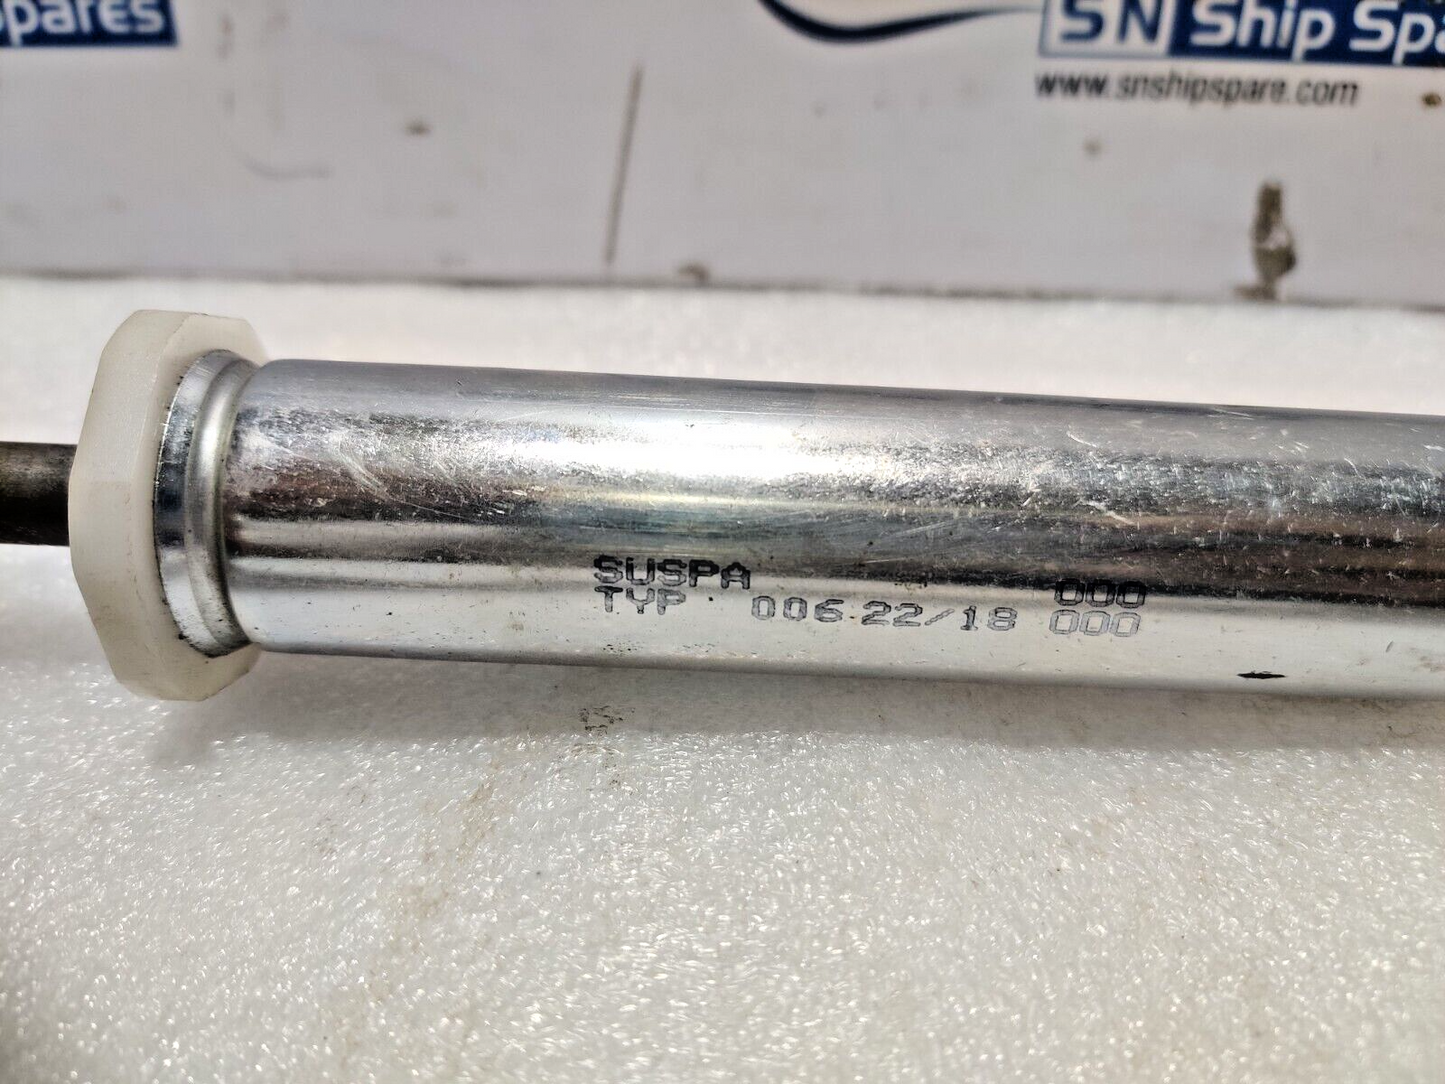 Spares
SN Ship Spa
www.snshipspare.com
SUSPA 000
TYP 006 22/18 000